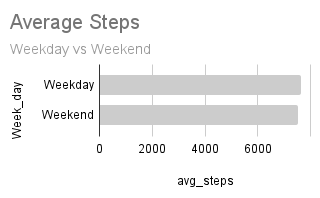 Average Steps
Weekday vs Weekend
Week_day
Weekday
Weekend
0 2000 4000 6000
avg_steps